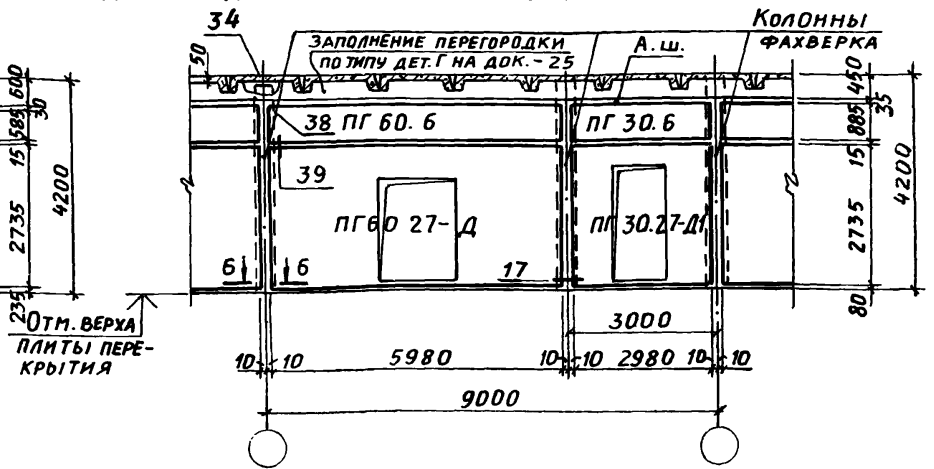 34
КОЛОННЫ
ФАХВЕРКА
ЗАПОЛНЕНИЕ ПЕРЕГОРОДКИ
ПО ТИПУ ДЕТ. Г НА ДОК. - 25
А.Ш.
50
600
30
585
15
2735
235
4200
38 ПГ 60. 6
ПГ 30.6
39
ПГ60 27-Д
ПГ 30.27-Д1
6 6
17
450
35
885
15
2735
80
4200
ОТМ. ВЕРХА
ПЛИТЫ ПЕРЕ-
КРЫТИЯ
3000
10 10 5980 10 10 2980 10 10
9000